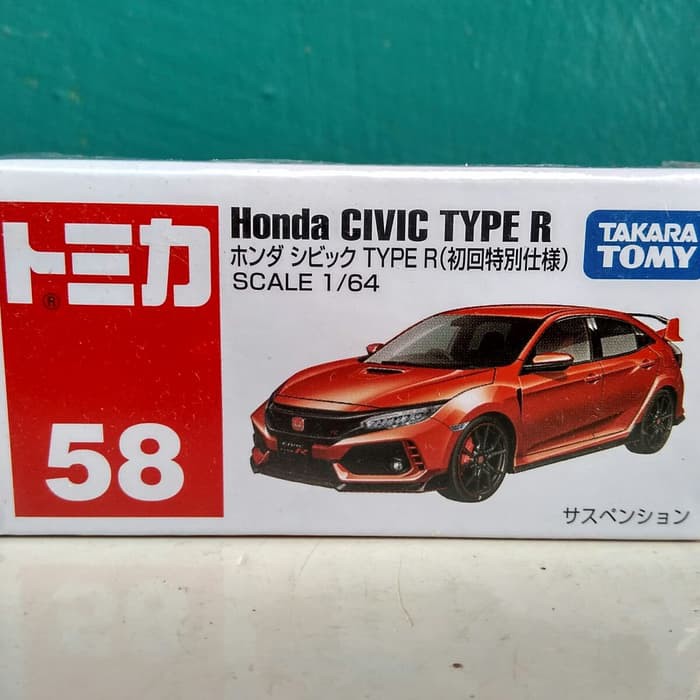 トミカ
®
58
Honda CIVIC TYPE R
ホンダ シビック TYPE R(初回特別仕様)
SCALE 1/64
TAKARA
TOMY
サスペンション